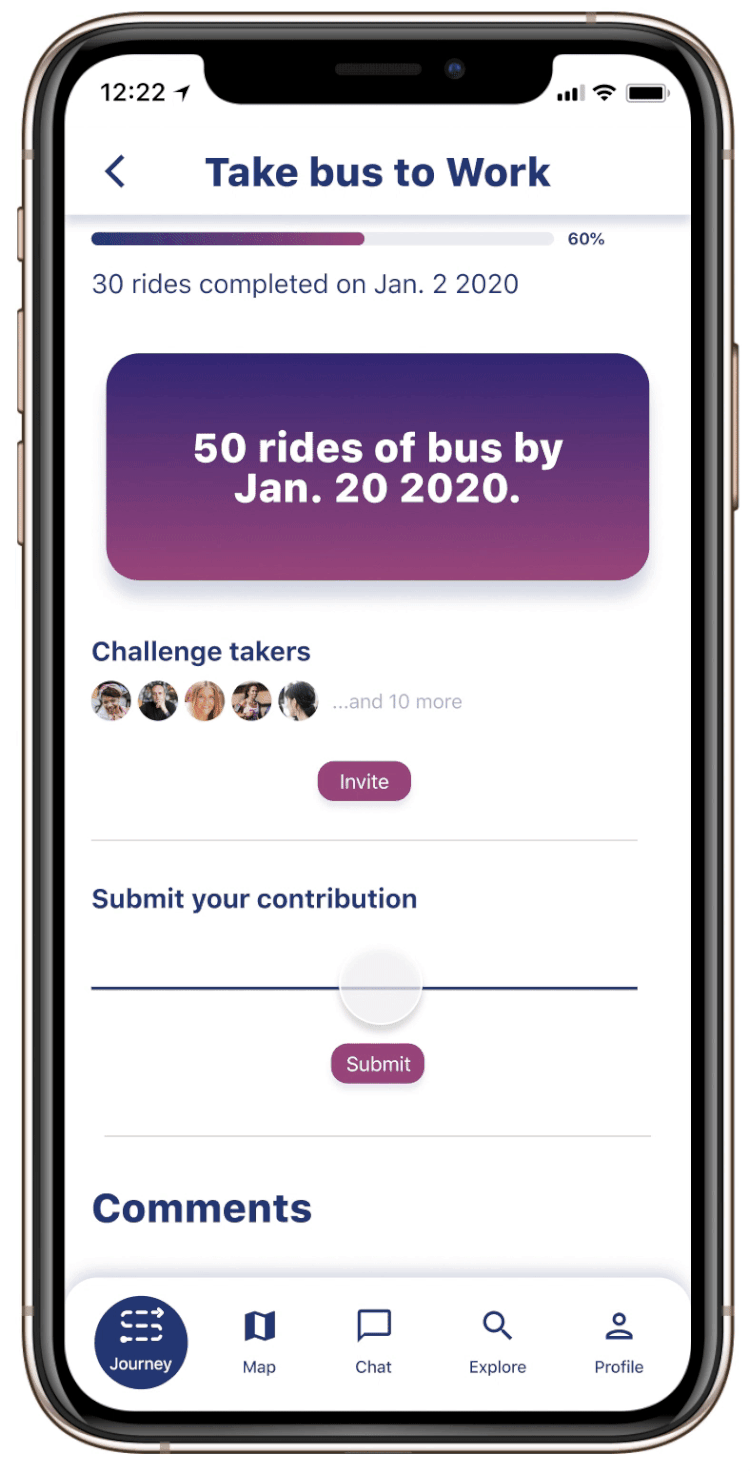 12:22
Take bus to Work
60%
30 rides completed on Jan. 2 2020
50 rides of bus by
Jan. 20 2020.
Challenge takers
...and 10 more
Invite
Submit your contribution
Submit
Comments
Journey
Map
Chat
Explore
Profile